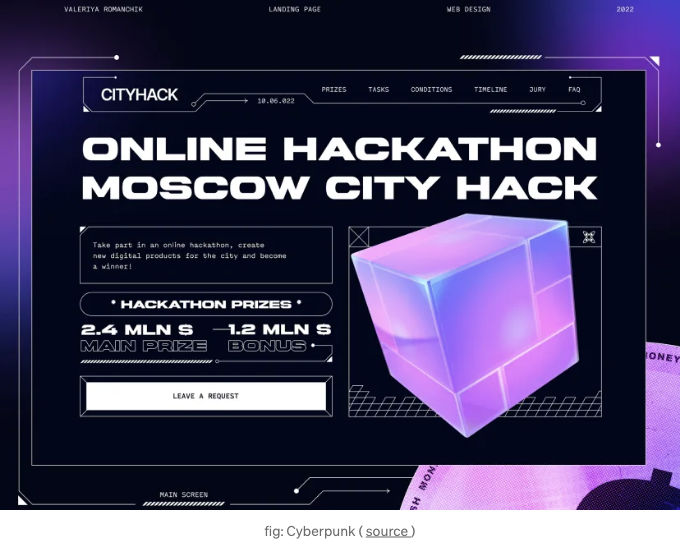 VALERIYA ROMANCHIK
LANDING PAGE
WEB DESIGN
2022
CITYHACK
10.06.022
PRIZES
TASKS
CONDITIONS
TIMELINE
JURY
FAQ
ONLINE HACKATHON
MOSCOW CITY HACK
Take part in an online hackathon, create
new digital products for the city and become
a winner!
* HACKATHON PRIZES *
2.4 MLN $
MAIN PRIZE
—1.2 MLN $
BONUS
LEAVE A REQUEST
MAIN SCREEN
MONEY
fig: Cyberpunk ( source )